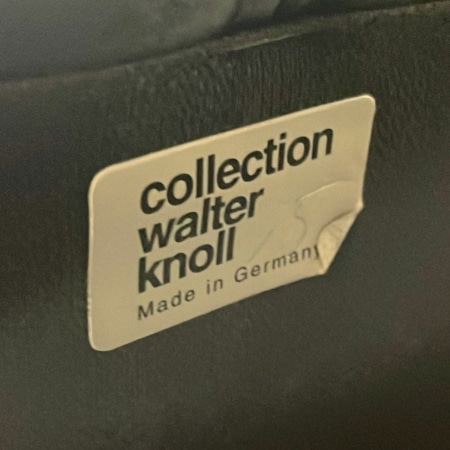 collection
walter
knoll
Made in Germany